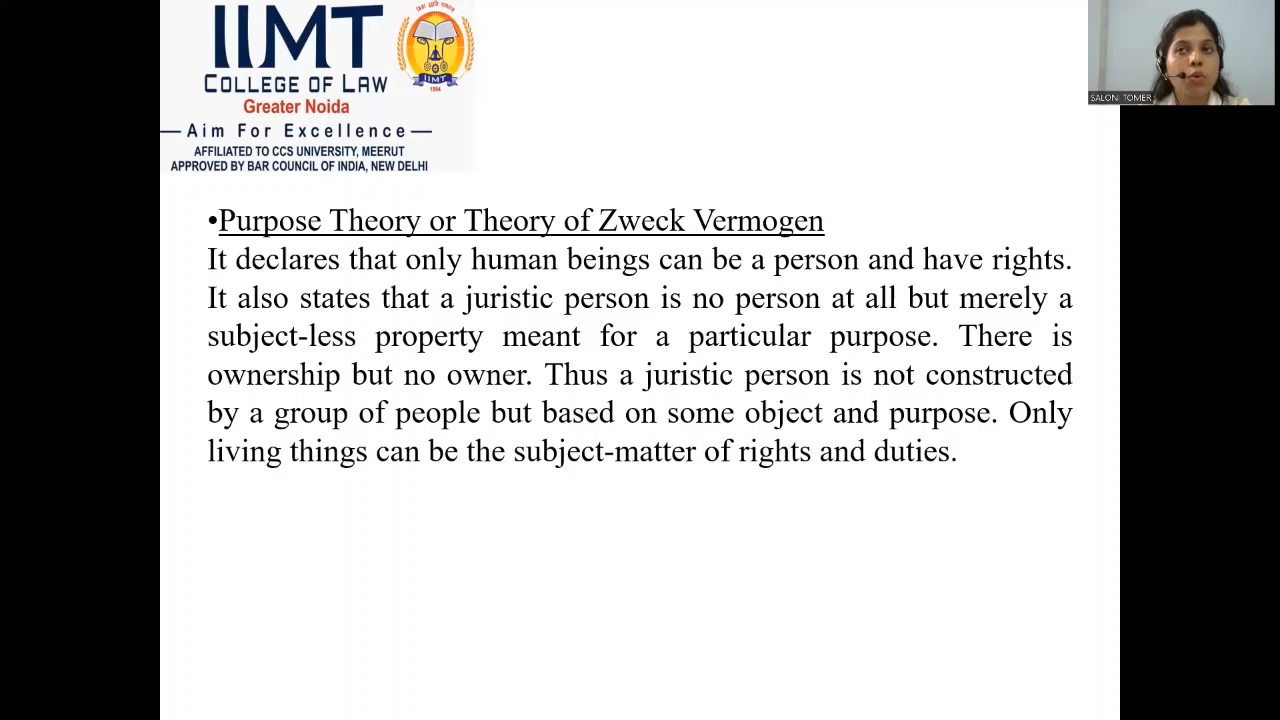 IIMT
COLLEGE OF LAW
Greater Noida
—Aim For Excellence—
AFFILIATED TO CCS UNIVERSITY, MEERUT
APPROVED BY BAR COUNCIL OF INDIA, NEW DELHI
IIMT
1994
SALONI TOMER
•Purpose Theory or Theory of Zweck Vermogen
It declares that only human beings can be a person and have rights.
It also states that a juristic person is no person at all but merely a
subject-less property meant for a particular purpose. There is
ownership but no owner. Thus a juristic person is not constructed
by a group of people but based on some object and purpose. Only
living things can be the subject-matter of rights and duties.